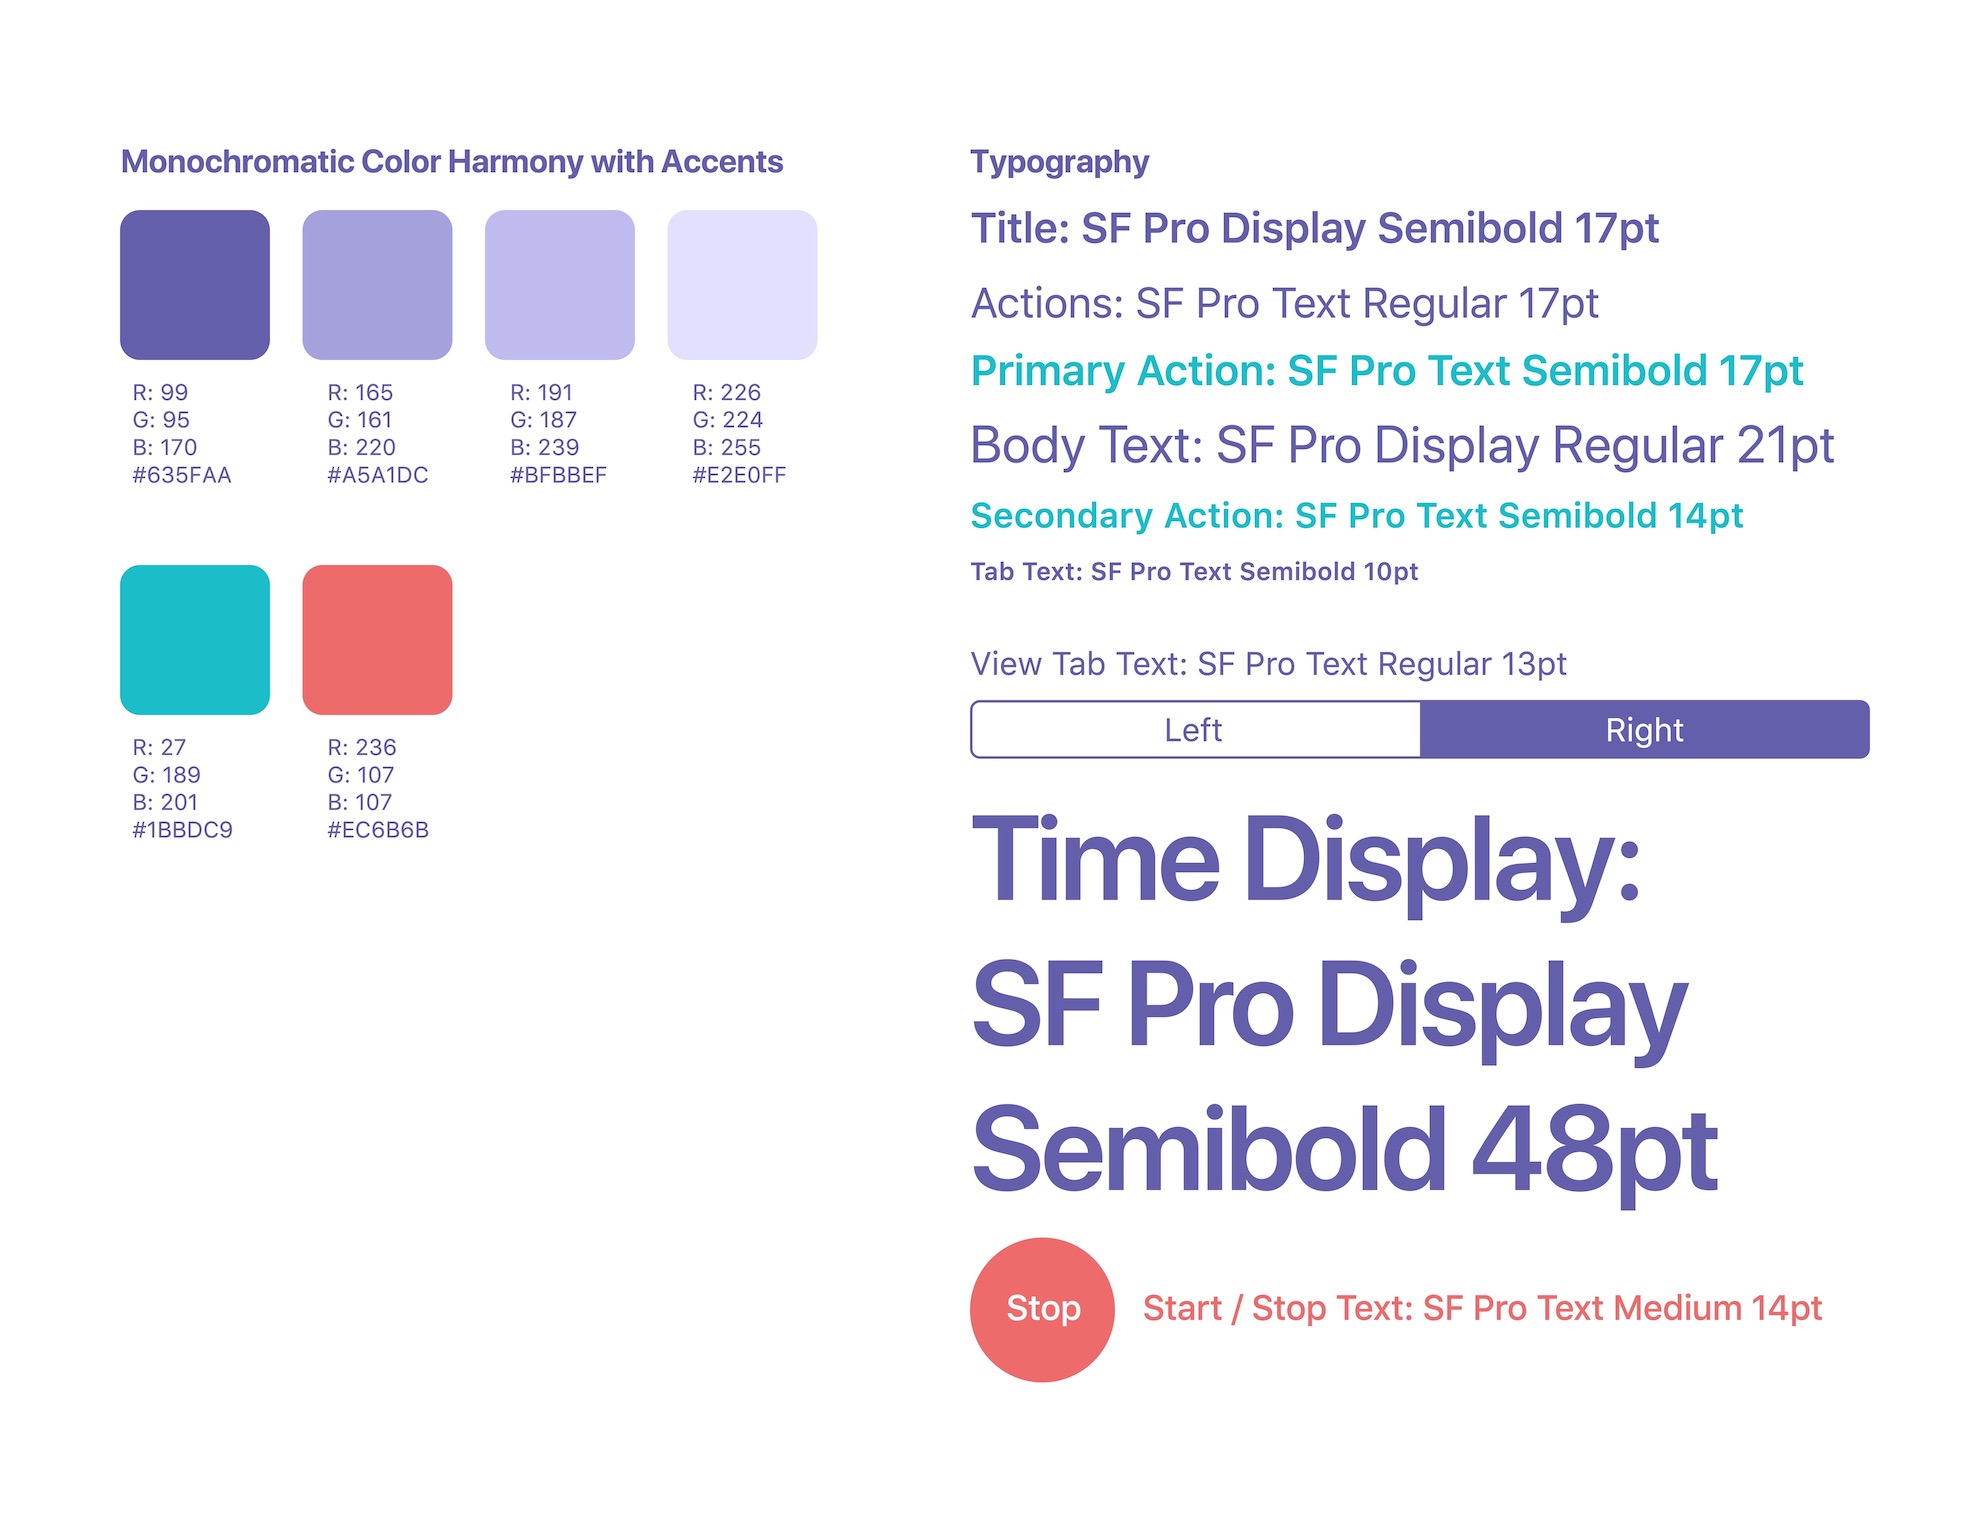 Monochromatic Color Harmony with Accents
R: 99
G: 95
B: 170
#635FAA
R: 165
G: 161
B: 220
#A5A1DC
R: 191
G: 187
B: 239
#BFBBEF
R: 226
G: 224
B: 255
#E2E0FF
R: 27
G: 189
B: 201
#1BBDC9
R: 236
G: 107
B: 107
#EC6B6B
Typography
Title: SF Pro Display Semibold 17pt
Actions: SF Pro Text Regular 17pt
Primary Action: SF Pro Text Semibold 17pt
Body Text: SF Pro Display Regular 21pt
Secondary Action: SF Pro Text Semibold 14pt
Tab Text: SF Pro Text Semibold 10pt
View Tab Text: SF Pro Text Regular 13pt
Left
Right
Time Display:
SF Pro Display
Semibold 48pt
Stop
Start / Stop Text: SF Pro Text Medium 14pt